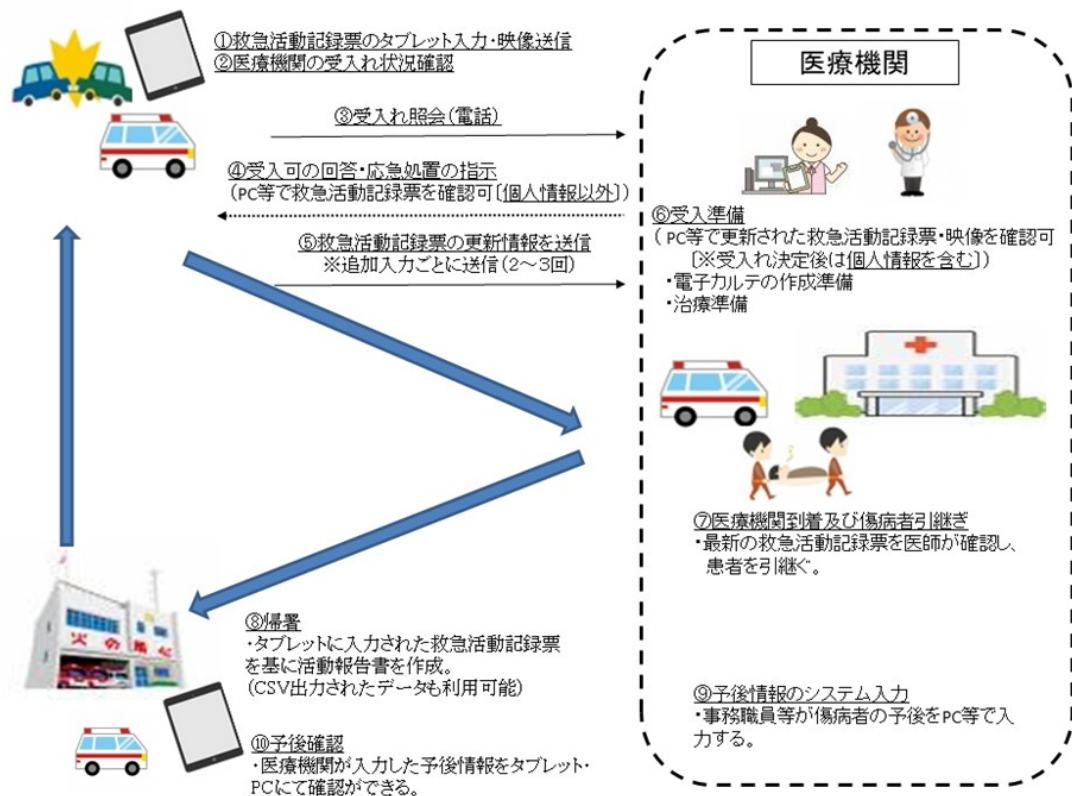 ①救急活動記録票のタブレット入力・映像送信
②医療機関の受入れ状況確認
③受入れ照会(電話)
④受入可の回答・応急処置の指示
(PC等で救急活動記録票を確認可〔個人情報以外〕)
⑤救急活動記録票の更新情報を送信
※追加入力ごとに送信(2～3回)
医療機関
⑥受入準備
( PC等で更新された救急活動記録票・映像を確認可
〔※受入れ決定後は個人情報を含む〕)
・電子カルテの作成準備
・治療準備
⑦医療機関到着及び傷病者引継ぎ
・最新の救急活動記録票を医師が確認し、
患者を引継ぐ。
火の用心
⑧帰署
・タブレットに入力された救急活動記録票
を基に活動報告書を作成。
(CSV出力されたデータも利用可能)
⑨予後情報のシステム入力
・事務職員等が傷病者の予後をPC等で入
力する。
⑩予後確認
・医療機関が入力した予後情報をタブレット・
PCにて確認ができる。